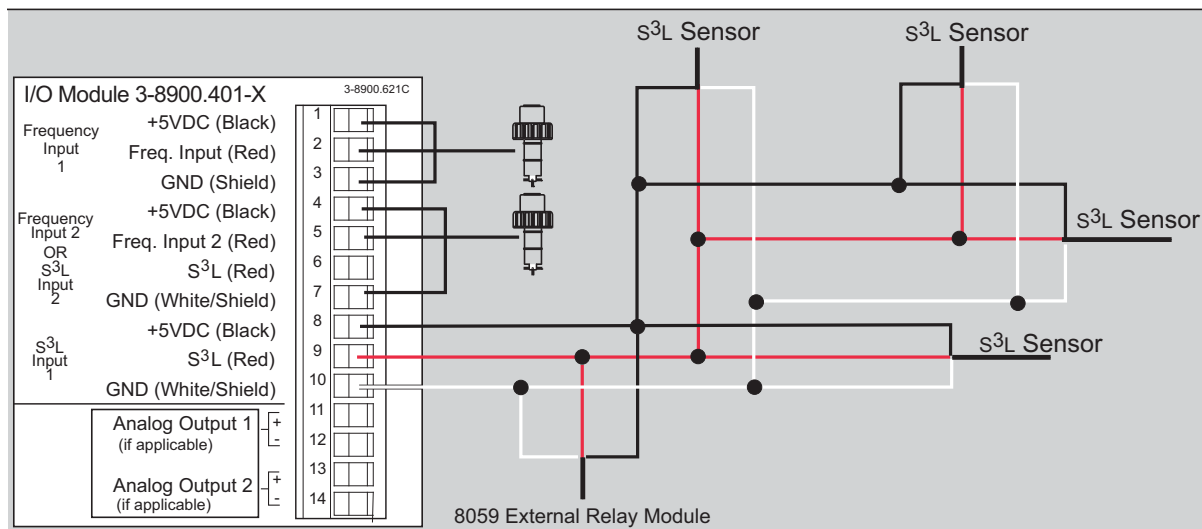 S³L Sensor
S³L Sensor
I/O Module 3-8900.401-X
3-8900.621C
Frequency
Input
1
+5VDC (Black)
1
Freq. Input (Red)
2
GND (Shield)
3
Frequency
Input 2
OR
S³L
Input
2
+5VDC (Black)
4
Freq. Input 2 (Red)
5
S³L (Red)
6
GND (White/Shield)
7
S³L
Input
1
+5VDC (Black)
8
S³L (Red)
9
GND (White/Shield)
10
11
Analog Output 1
(if applicable)
+
-
12
13
Analog Output 2
(if applicable)
+
-
14
S³L Sensor
S³L Sensor
8059 External Relay Module